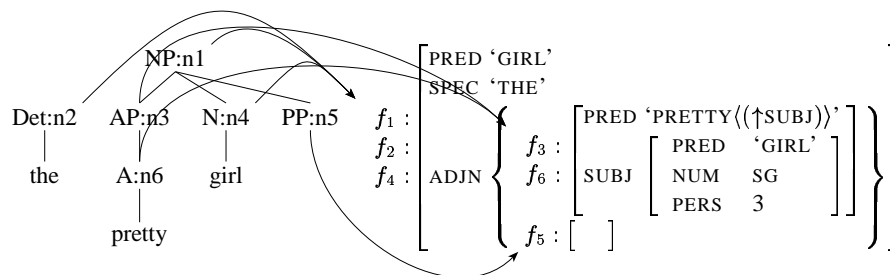 NP:n1
Det:n2 AP:n3 N:n4 PP:n5
the A:n6 girl
pretty
PRED ‘GIRL’
SPEC ‘THE’
f1 :
f2 :
f4 :
ADJN
f3 :
f6 :
PRED ‘PRETTY⟨(↑SUBJ)⟩’
SUBJ
PRED ‘GIRL’
NUM SG
PERS 3
f5 : [ ]